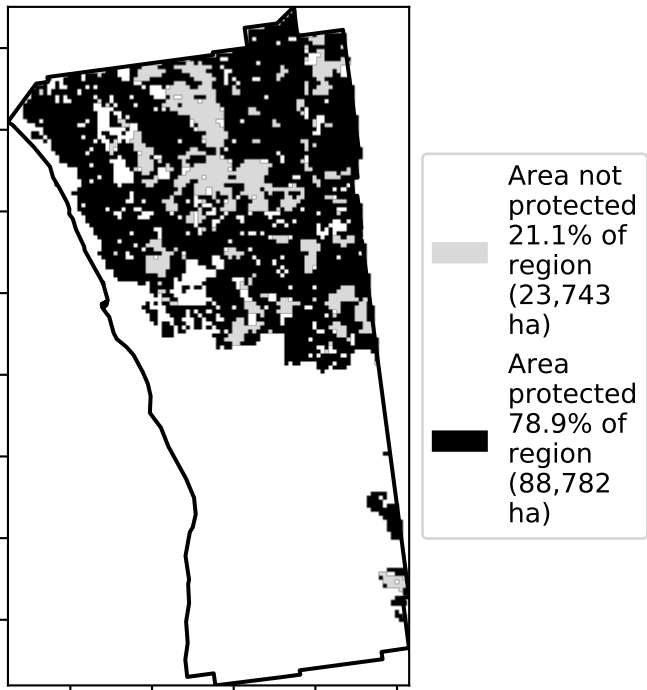 Area not
protected
21.1% of
region
(23,743
ha)
Area
protected
78.9% of
region
(88,782
ha)